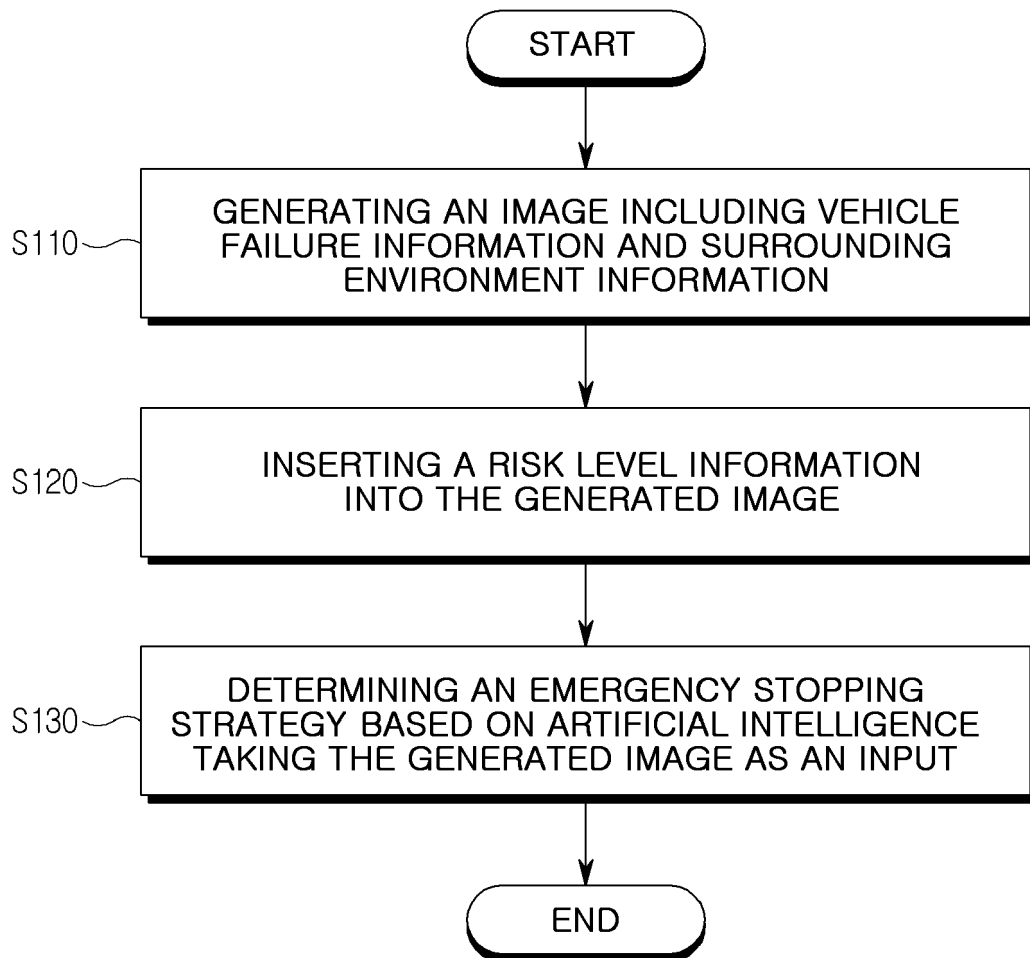 START
S110
GENERATING AN IMAGE INCLUDING VEHICLE
FAILURE INFORMATION AND SURROUNDING
ENVIRONMENT INFORMATION
S120
INSERTING A RISK LEVEL INFORMATION
INTO THE GENERATED IMAGE
S130
DETERMINING AN EMERGENCY STOPPING
STRATEGY BASED ON ARTIFICIAL INTELLIGENCE
TAKING THE GENERATED IMAGE AS AN INPUT
END